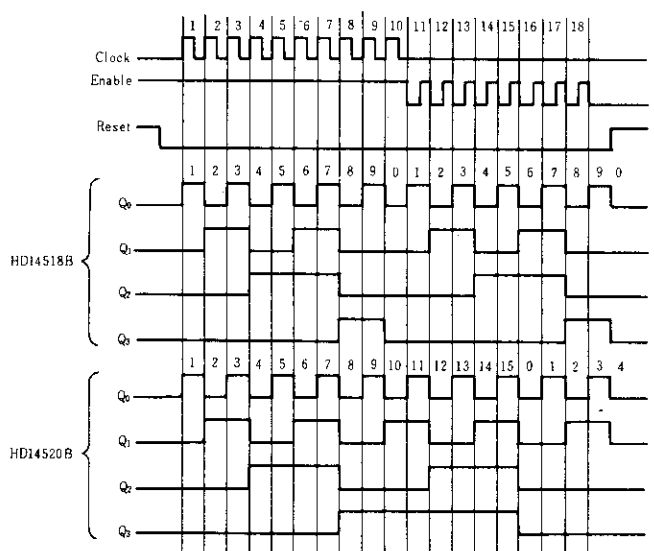 1 2 3 4 5 6 7 8 9 10 11 12 13 14 15 16 17 18
Clock
Enable
Reset
1 2 3 4 5 6 7 8 9 0 1 2 3 4 5 6 7 8 9 0
Q0
Q1
HD14518B
Q2
Q3
1 2 3 4 5 6 7 8 9 10 11 12 13 14 15 0 1 2 3 4
Q0
Q1
HD14520B
Q2
Q3